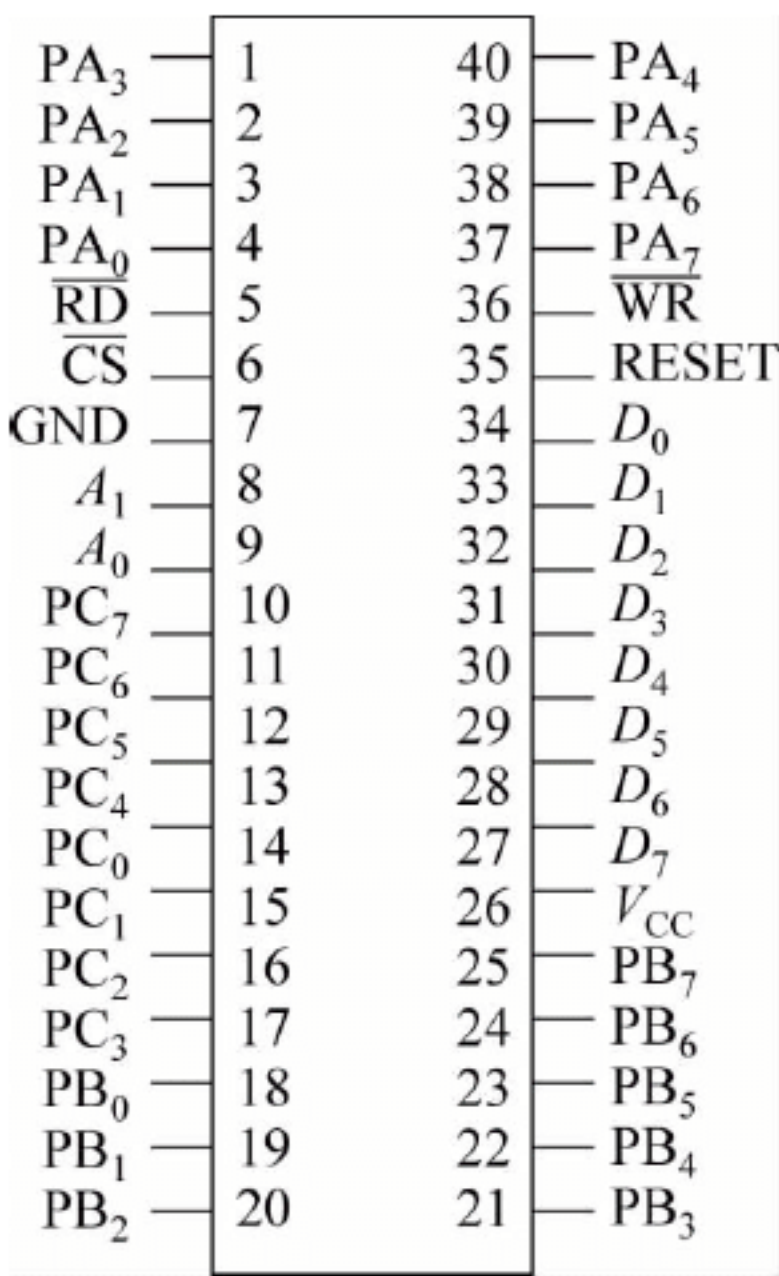 PA₃ 1 40 PA₄
PA₂ 2 39 PA₅
PA₁ 3 38 PA₆
PA₀ 4 37 PA₇
R̅D̅ 5 36 W̅R̅
C̅S̅ 6 35 RESET
GND 7 34 D₀
A₁ 8 33 D₁
A₀ 9 32 D₂
PC₇ 10 31 D₃
PC₆ 11 30 D₄
PC₅ 12 29 D₅
PC₄ 13 28 D₆
PC₀ 14 27 D₇
PC₁ 15 26 V_CC
PC₂ 16 25 PB₇
PC₃ 17 24 PB₆
PB₀ 18 23 PB₅
PB₁ 19 22 PB₄
PB₂ 20 21 PB₃